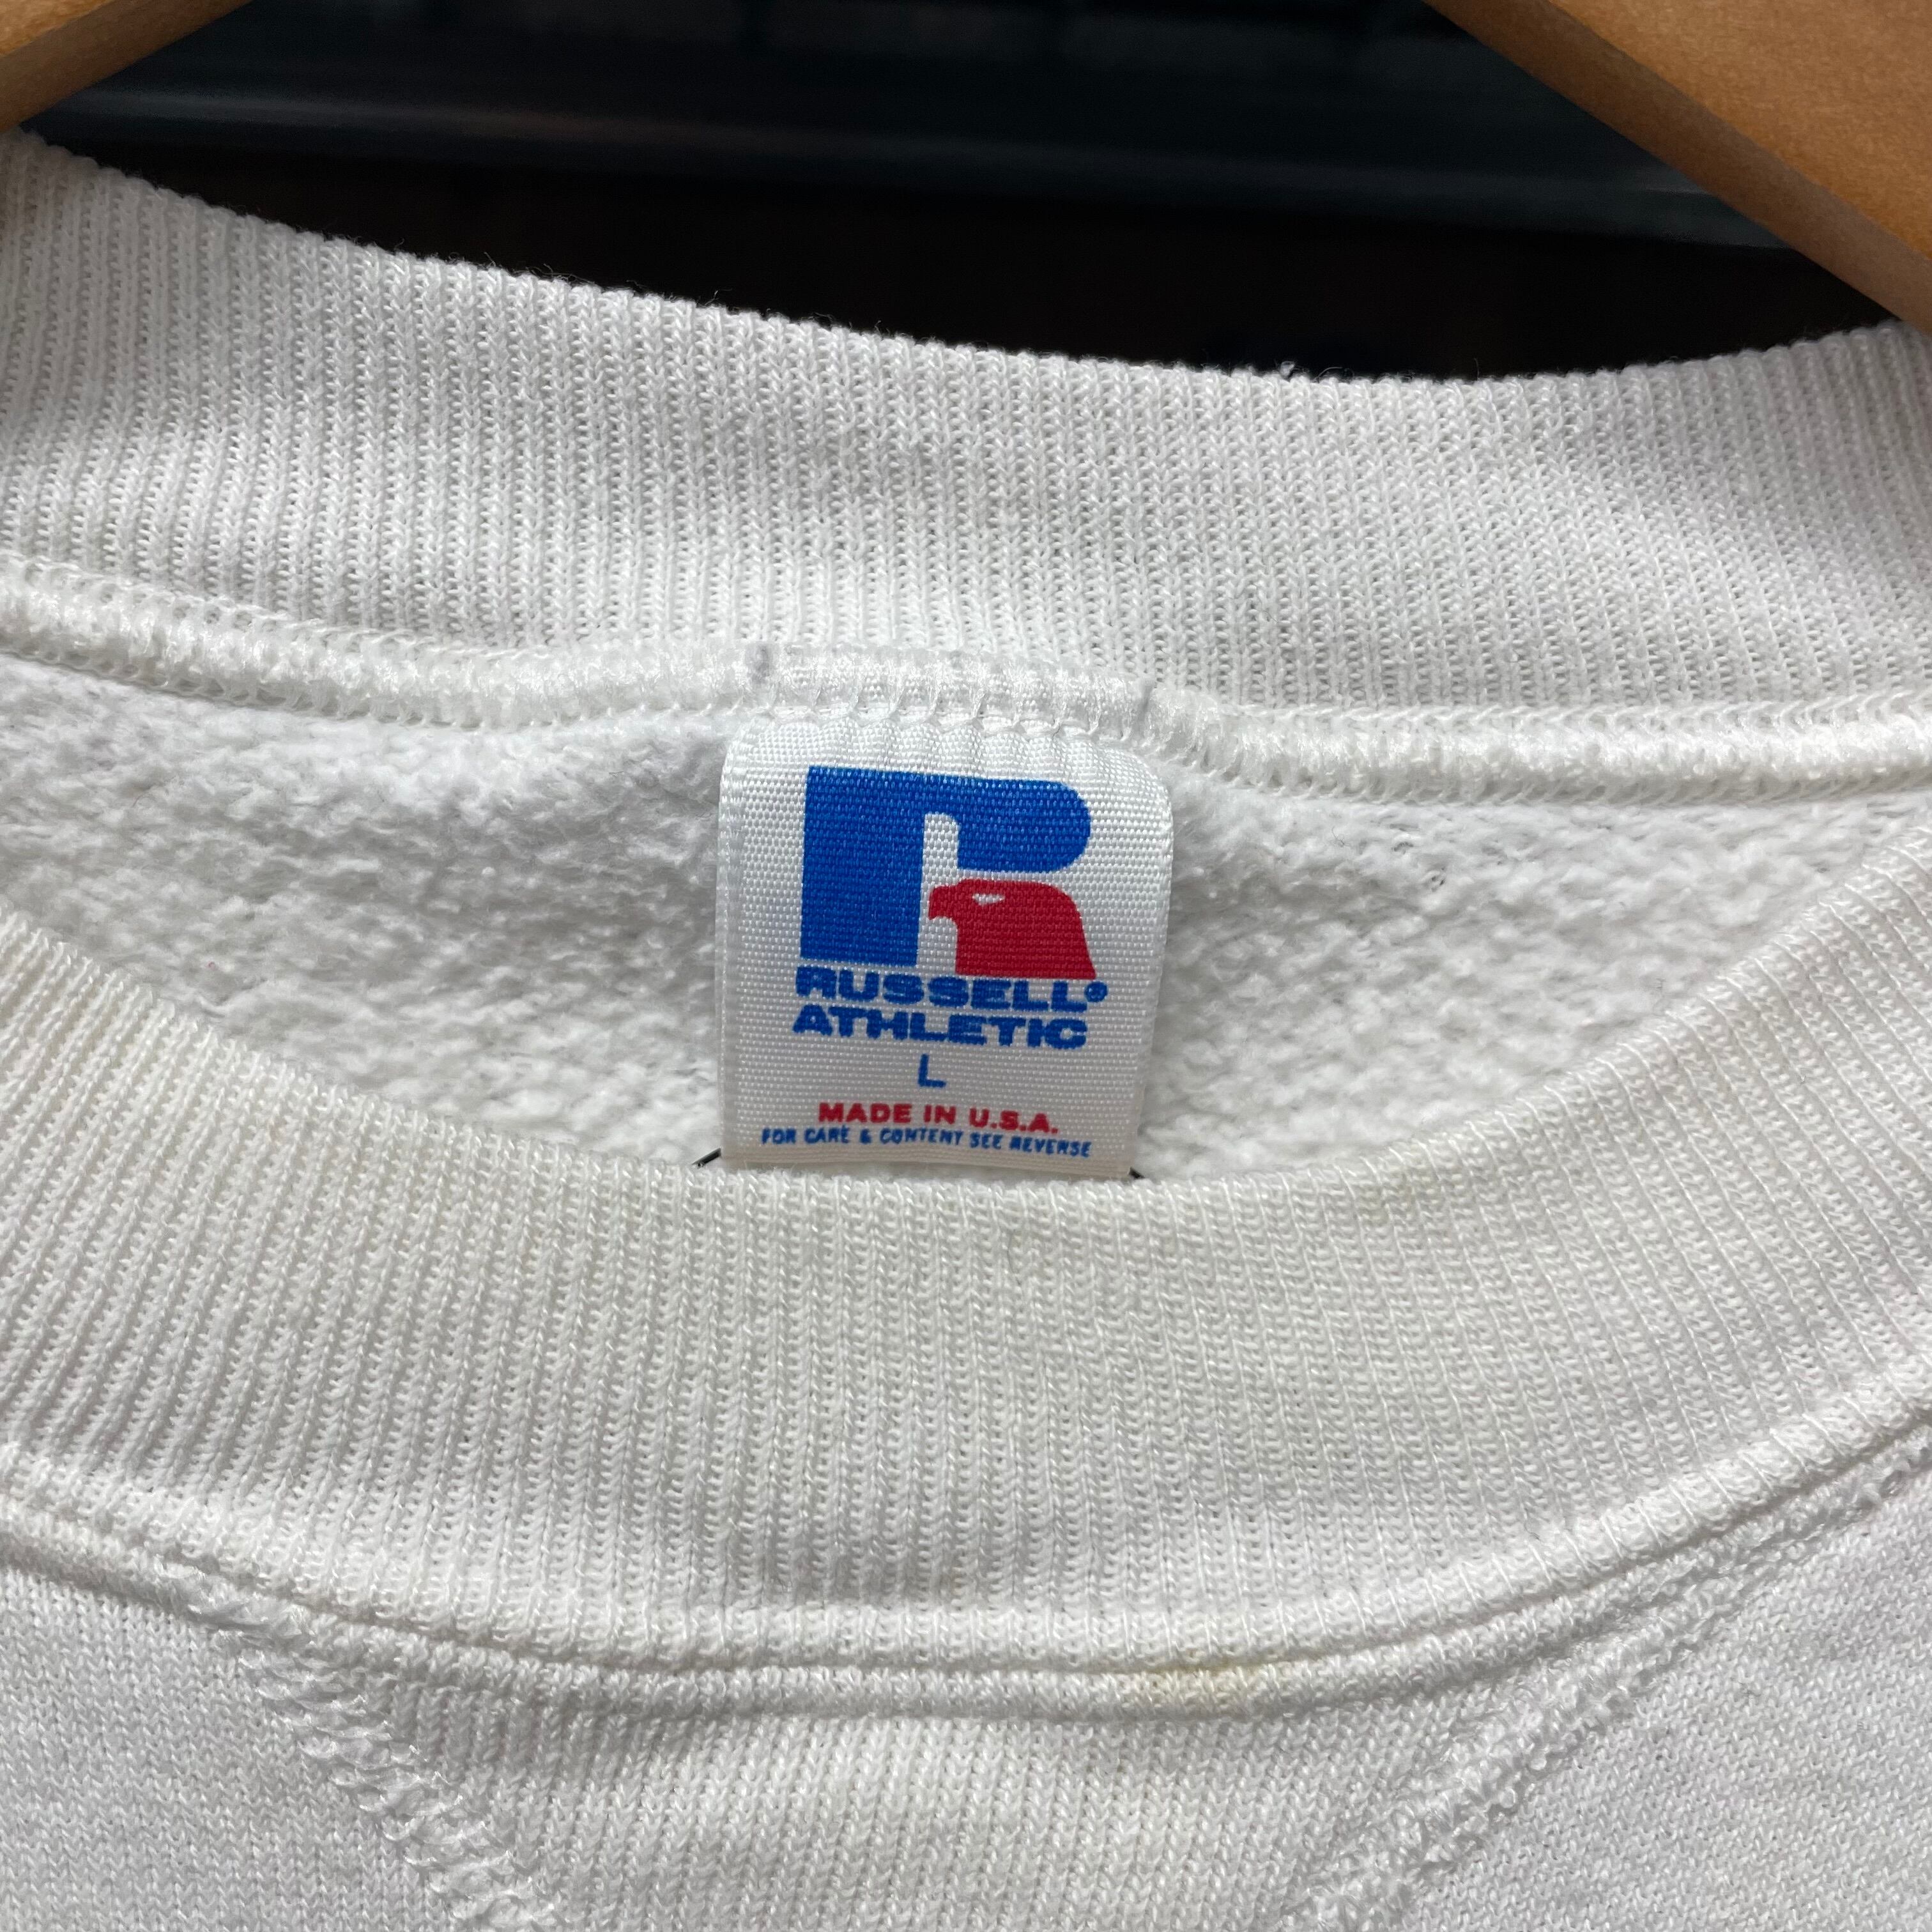 RUSSELL®
ATHLETIC
L
MADE IN U.S.A.
FOR CARE & CONTENT SEE REVERSE